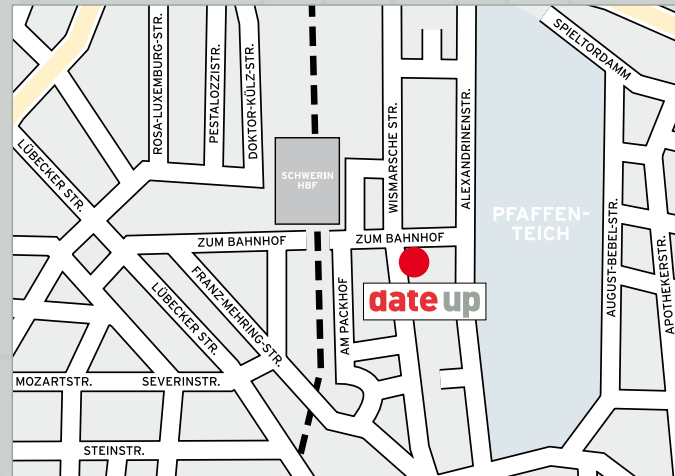 SPIELTORDAMM
ROSA-LUXEMBURG-STR.
PESTALOZZISTR.
DOKTOR-KÜLZ-STR.
WISMARSCHE STR.
ALEXANDRINENSTR.
LÜBECKER STR.
SCHWERIN
HBF
PFAFFEN-
TEICH
AUGUST-BEBEL-STR.
APOTHEKERSTR.
ZUM BAHNHOF
ZUM BAHNHOF
FRANZ-MEHRING-STR.
LÜBECKER STR.
AM PACKHOF
date up
MOZARTSTR.
SEVERINSTR.
STEINSTR.